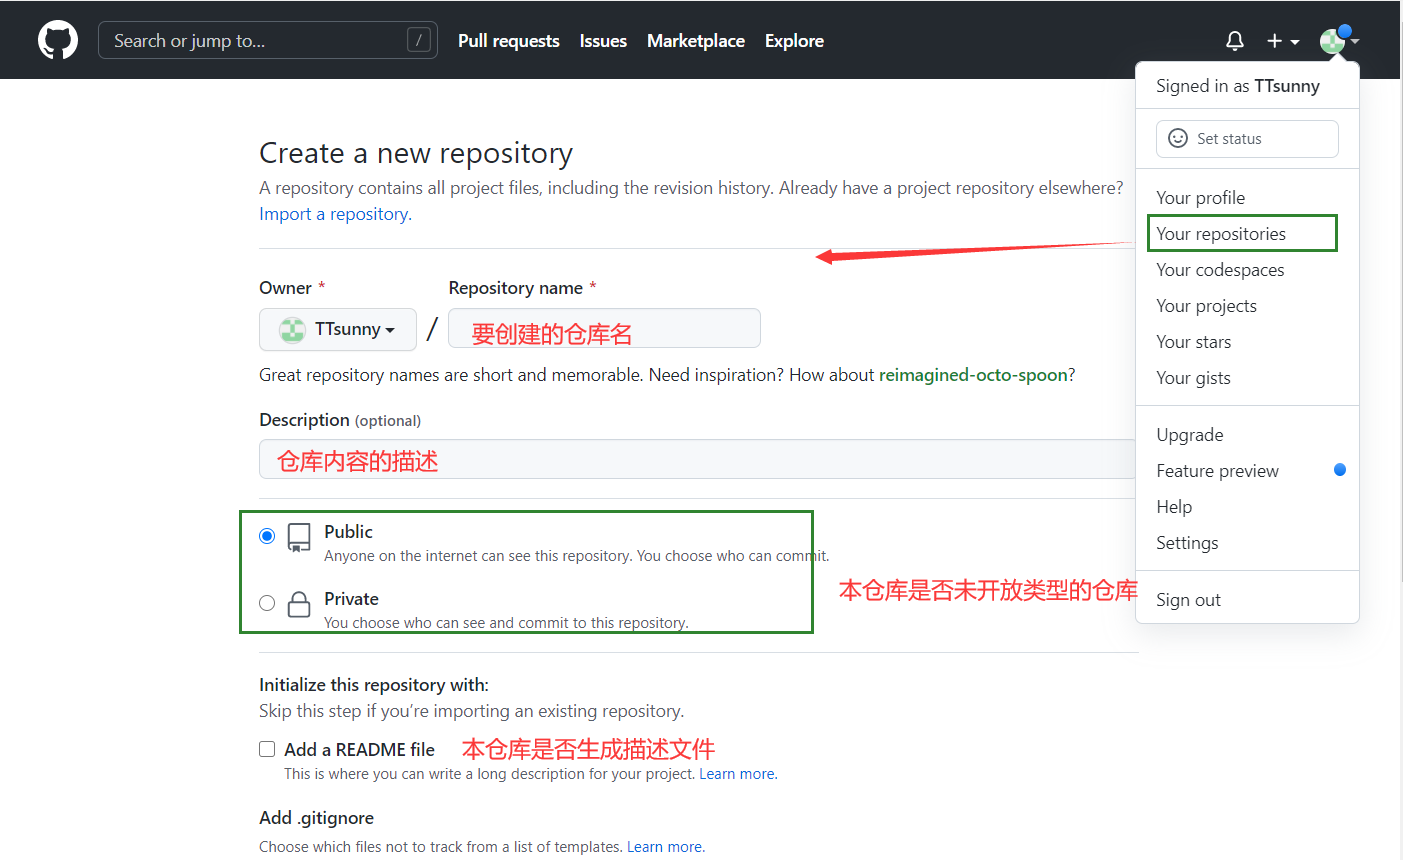 Search or jump to...
/
Pull requests
Issues
Marketplace
Explore
Signed in as TTsunny
Set status
Your profile
Your repositories
Your codespaces
Your projects
Your stars
Your gists
Upgrade
Feature preview
Help
Settings
Sign out
Create a new repository
A repository contains all project files, including the revision history. Already have a project repository elsewhere?
Import a repository.
Owner *
Repository name *
TTsunny
/
要创建的仓库名
Great repository names are short and memorable. Need inspiration? How about reimagined-octo-spoon?
Description (optional)
仓库内容的描述
Public
Anyone on the internet can see this repository. You choose who can commit.
本仓库是否未开放类型的仓库
Private
You choose who can see and commit to this repository.
Initialize this repository with:
Skip this step if you’re importing an existing repository.
Add a README file
本仓库是否生成描述文件
This is where you can write a long description for your project. Learn more.
Add .gitignore
Choose which files not to track from a list of templates. Learn more.